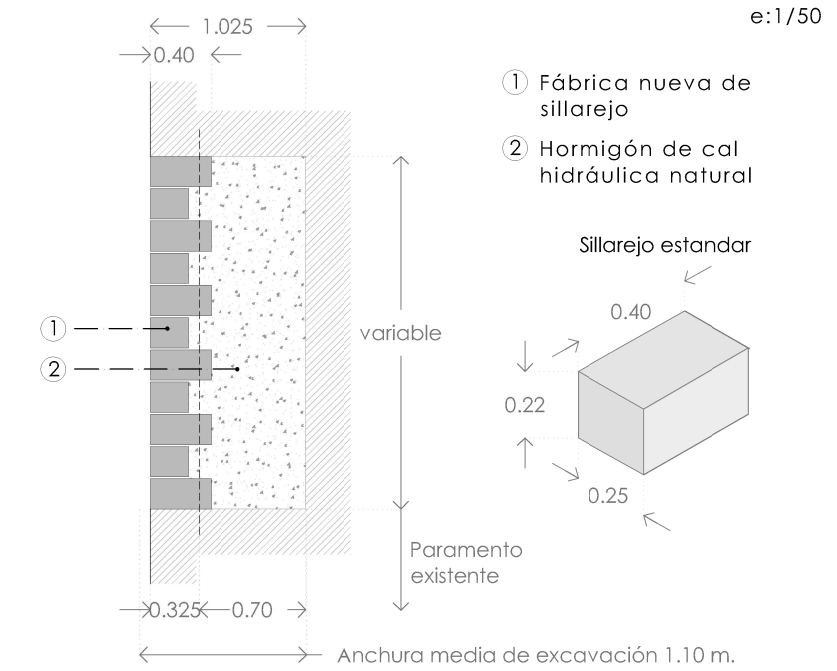 e:1/50
1.025
0.40
1 Fábrica nueva de
sillarejo
2 Hormigón de cal
hidráulica natural
Sillarejo estandar
0.40
0.22
0.25
1
2
variable
Paramento
existente
0.325
0.70
Anchura media de excavación 1.10 m.